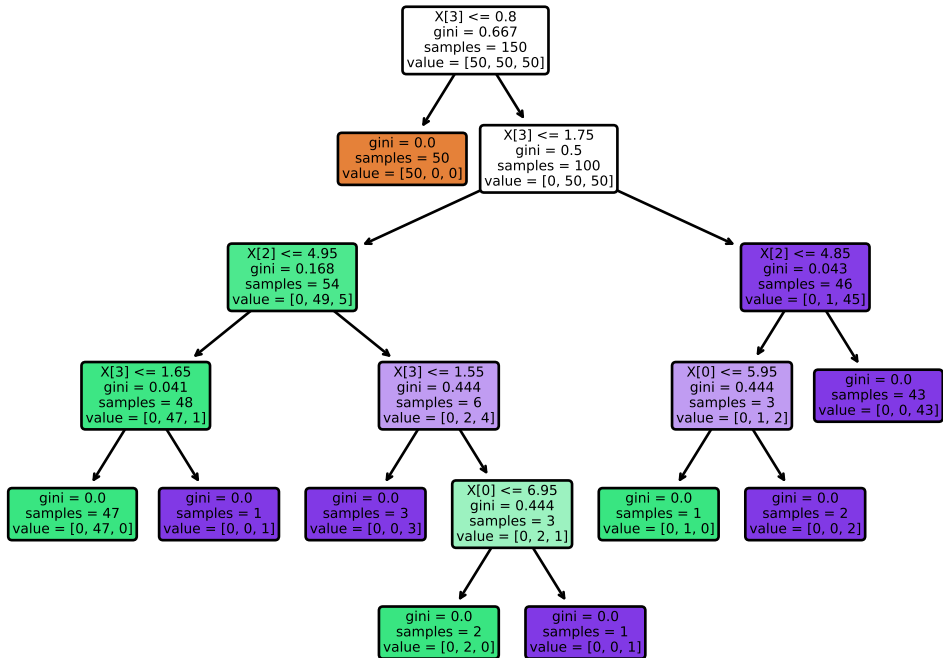 X[3] <= 0.8
gini = 0.667
samples = 150
value = [50, 50, 50]
gini = 0.0
samples = 50
value = [50, 0, 0]
X[3] <= 1.75
gini = 0.5
samples = 100
value = [0, 50, 50]
X[2] <= 4.95
gini = 0.168
samples = 54
value = [0, 49, 5]
X[2] <= 4.85
gini = 0.043
samples = 46
value = [0, 1, 45]
X[3] <= 1.65
gini = 0.041
samples = 48
value = [0, 47, 1]
X[3] <= 1.55
gini = 0.444
samples = 6
value = [0, 2, 4]
X[0] <= 5.95
gini = 0.444
samples = 3
value = [0, 1, 2]
gini = 0.0
samples = 43
value = [0, 0, 43]
gini = 0.0
samples = 47
value = [0, 47, 0]
gini = 0.0
samples = 1
value = [0, 0, 1]
gini = 0.0
samples = 3
value = [0, 0, 3]
X[0] <= 6.95
gini = 0.444
samples = 3
value = [0, 2, 1]
gini = 0.0
samples = 1
value = [0, 1, 0]
gini = 0.0
samples = 2
value = [0, 0, 2]
gini = 0.0
samples = 2
value = [0, 2, 0]
gini = 0.0
samples = 1
value = [0, 0, 1]